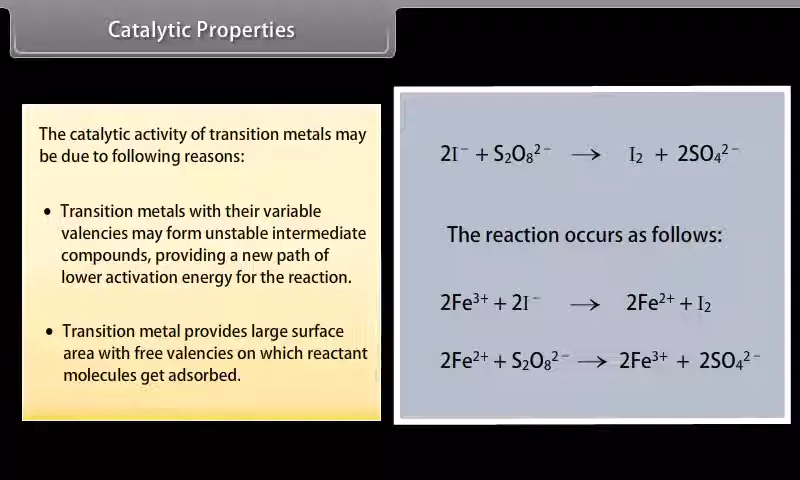 Catalytic Properties
The catalytic activity of transition metals may
be due to following reasons:
• Transition metals with their variable
valencies may form unstable intermediate
compounds, providing a new path of
lower activation energy for the reaction.
• Transition metal provides large surface
area with free valencies on which reactant
molecules get adsorbed.
2I⁻ + S₂O₈²⁻ → I₂ + 2SO₄²⁻
The reaction occurs as follows:
2Fe³⁺ + 2I⁻ → 2Fe²⁺ + I₂
2Fe²⁺ + S₂O₈²⁻ → 2Fe³⁺ + 2SO₄²⁻